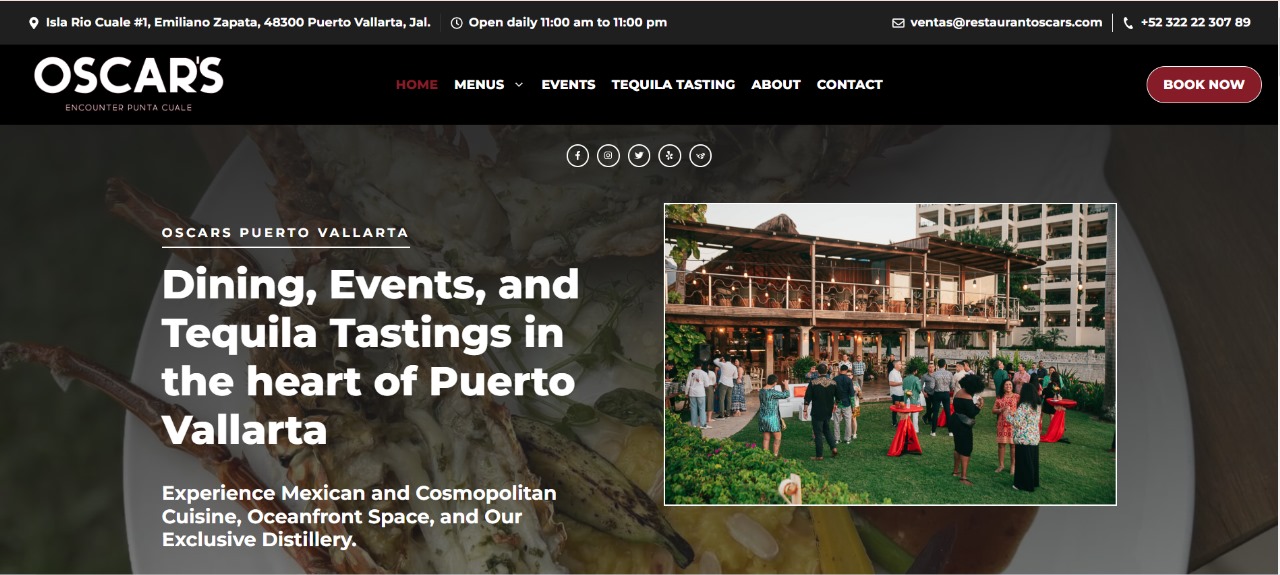 Isla Rio Cuale #1, Emiliano Zapata, 48300 Puerto Vallarta, Jal.
Open daily 11:00 am to 11:00 pm
ventas@restaurantoscars.com
+52 322 22 307 89
OSCAR'S
ENCOUNTER PUNTA CUALE
HOME
MENUS
EVENTS
TEQUILA TASTING
ABOUT
CONTACT
BOOK NOW
OSCARS PUERTO VALLARTA
Dining, Events, and
Tequila Tastings in
the heart of Puerto
Vallarta
Experience Mexican and Cosmopolitan
Cuisine, Oceanfront Space, and Our
Exclusive Distillery.